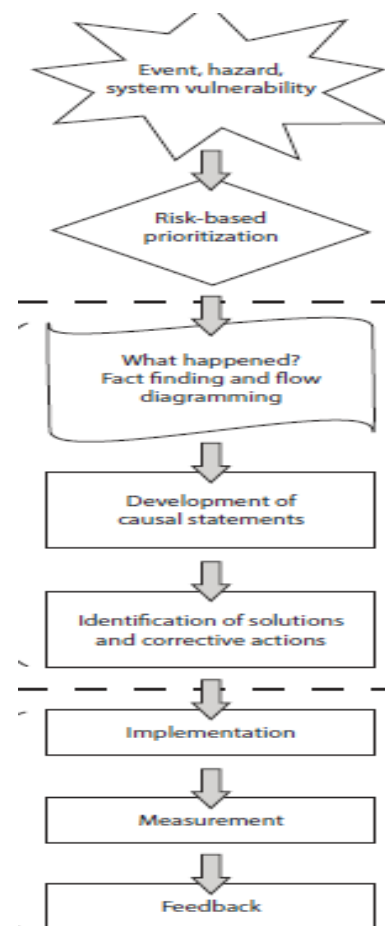 Event, hazard,
system vulnerability
Risk-based
prioritization
What happened?
Fact finding and flow
diagramming
Development of
causal statements
Identification of solutions
and corrective actions
Implementation
Measurement
Feedback